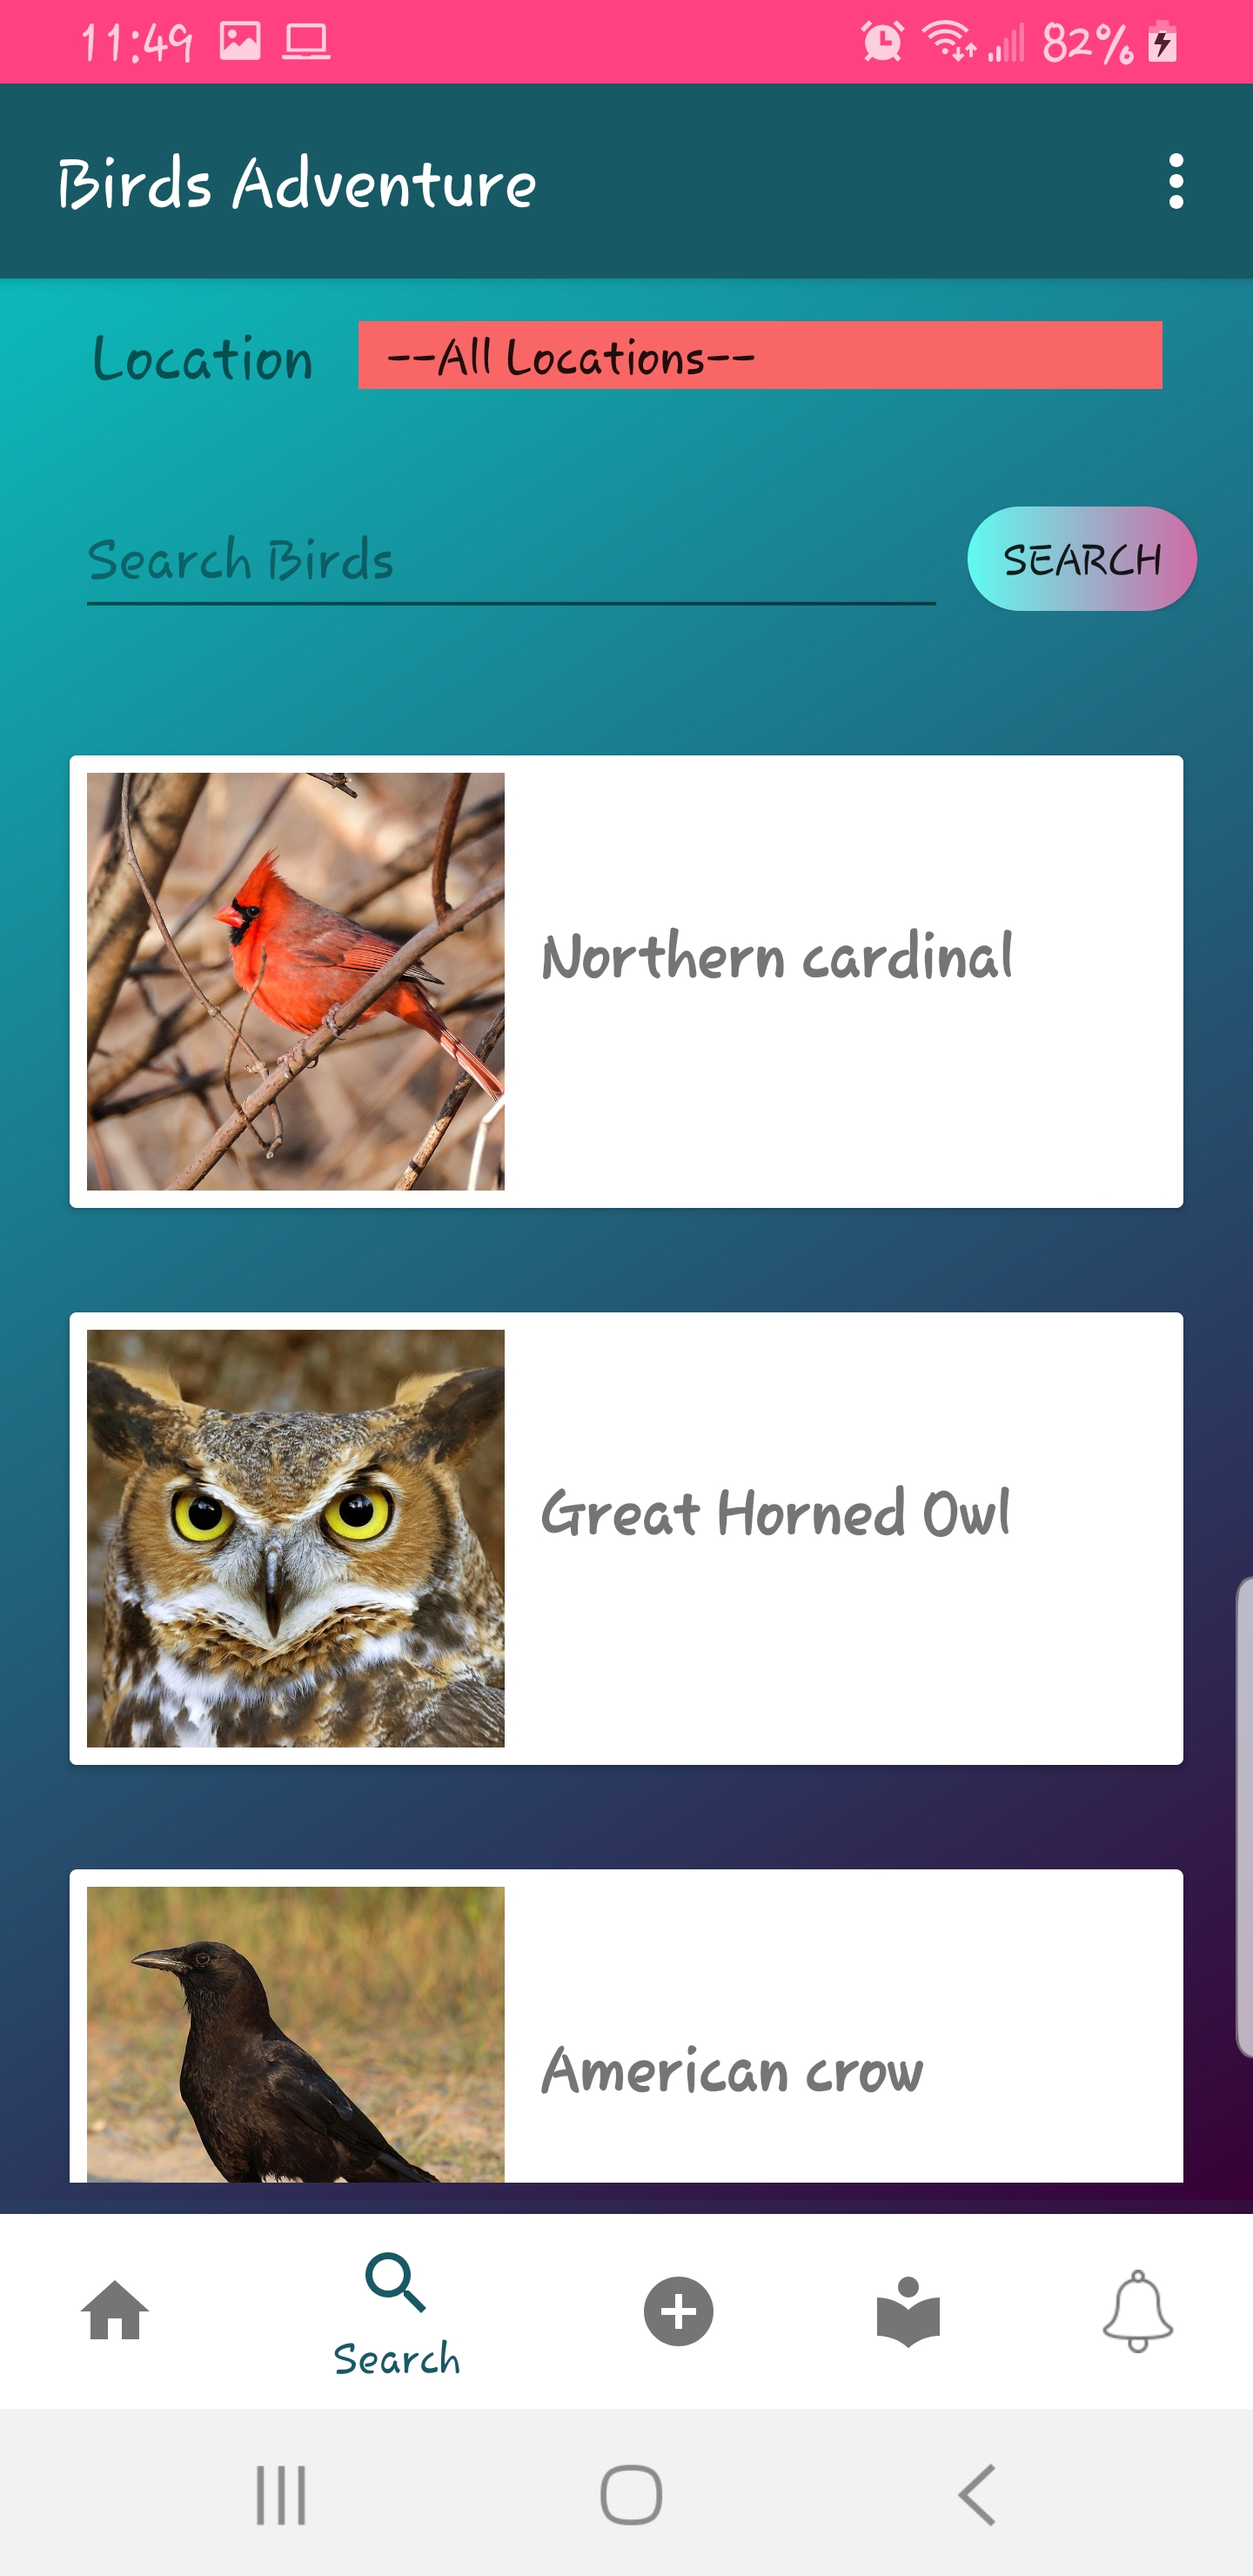 11:49 82%
Birds Adventure
Location --All Locations--
Search Birds SEARCH
Northern cardinal
Great Horned Owl
American crow
Search